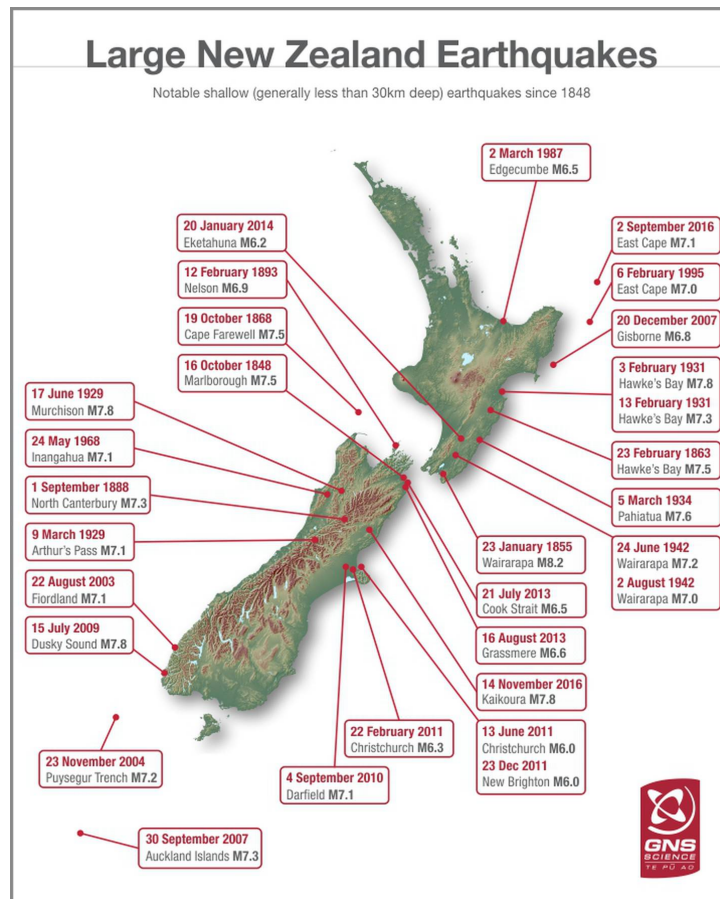 Large New Zealand Earthquakes
Notable shallow (generally less than 30km deep) earthquakes since 1848
2 March 1987
Edgecumbe M6.5
20 January 2014
Eketahuna M6.2
12 February 1893
Nelson M6.9
19 October 1868
Cape Farewell M7.5
16 October 1848
Marlborough M7.5
17 June 1929
Murchison M7.8
24 May 1968
Inangahua M7.1
1 September 1888
North Canterbury M7.3
9 March 1929
Arthur's Pass M7.1
22 August 2003
Fiordland M7.1
15 July 2009
Dusky Sound M7.8
23 November 2004
Puysegur Trench M7.2
30 September 2007
Auckland Islands M7.3
2 September 2016
East Cape M7.1
6 February 1995
East Cape M7.0
20 December 2007
Gisborne M6.8
3 February 1931
Hawke's Bay M7.8
13 February 1931
Hawke's Bay M7.3
23 February 1863
Hawke's Bay M7.5
5 March 1934
Pahiatua M7.6
24 June 1942
Wairarapa M7.2
2 August 1942
Wairarapa M7.0
23 January 1855
Wairarapa M8.2
21 July 2013
Cook Strait M6.5
16 August 2013
Grassmere M6.6
14 November 2016
Kaikoura M7.8
13 June 2011
Christchurch M6.0
23 Dec 2011
New Brighton M6.0
22 February 2011
Christchurch M6.3
4 September 2010
Darfield M7.1
GNS
SCIENCE
TE PŪ AO